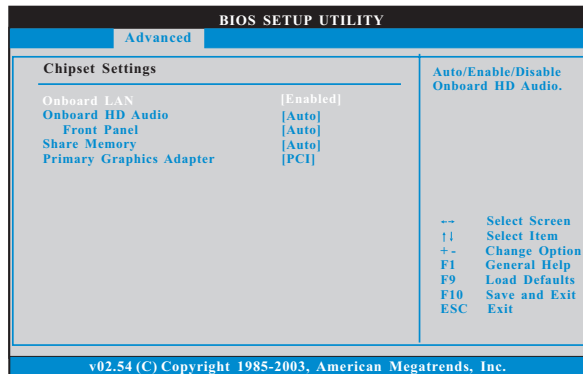 BIOS SETUP UTILITY
Advanced
Chipset Settings
Onboard LAN [Enabled]
Onboard HD Audio [Auto]
Front Panel [Auto]
Share Memory [Auto]
Primary Graphics Adapter [PCI]
Auto/Enable/Disable
Onboard HD Audio.
←→ Select Screen
↑↓ Select Item
+ - Change Option
F1 General Help
F9 Load Defaults
F10 Save and Exit
ESC Exit
v02.54 (C) Copyright 1985-2003, American Megatrends, Inc.